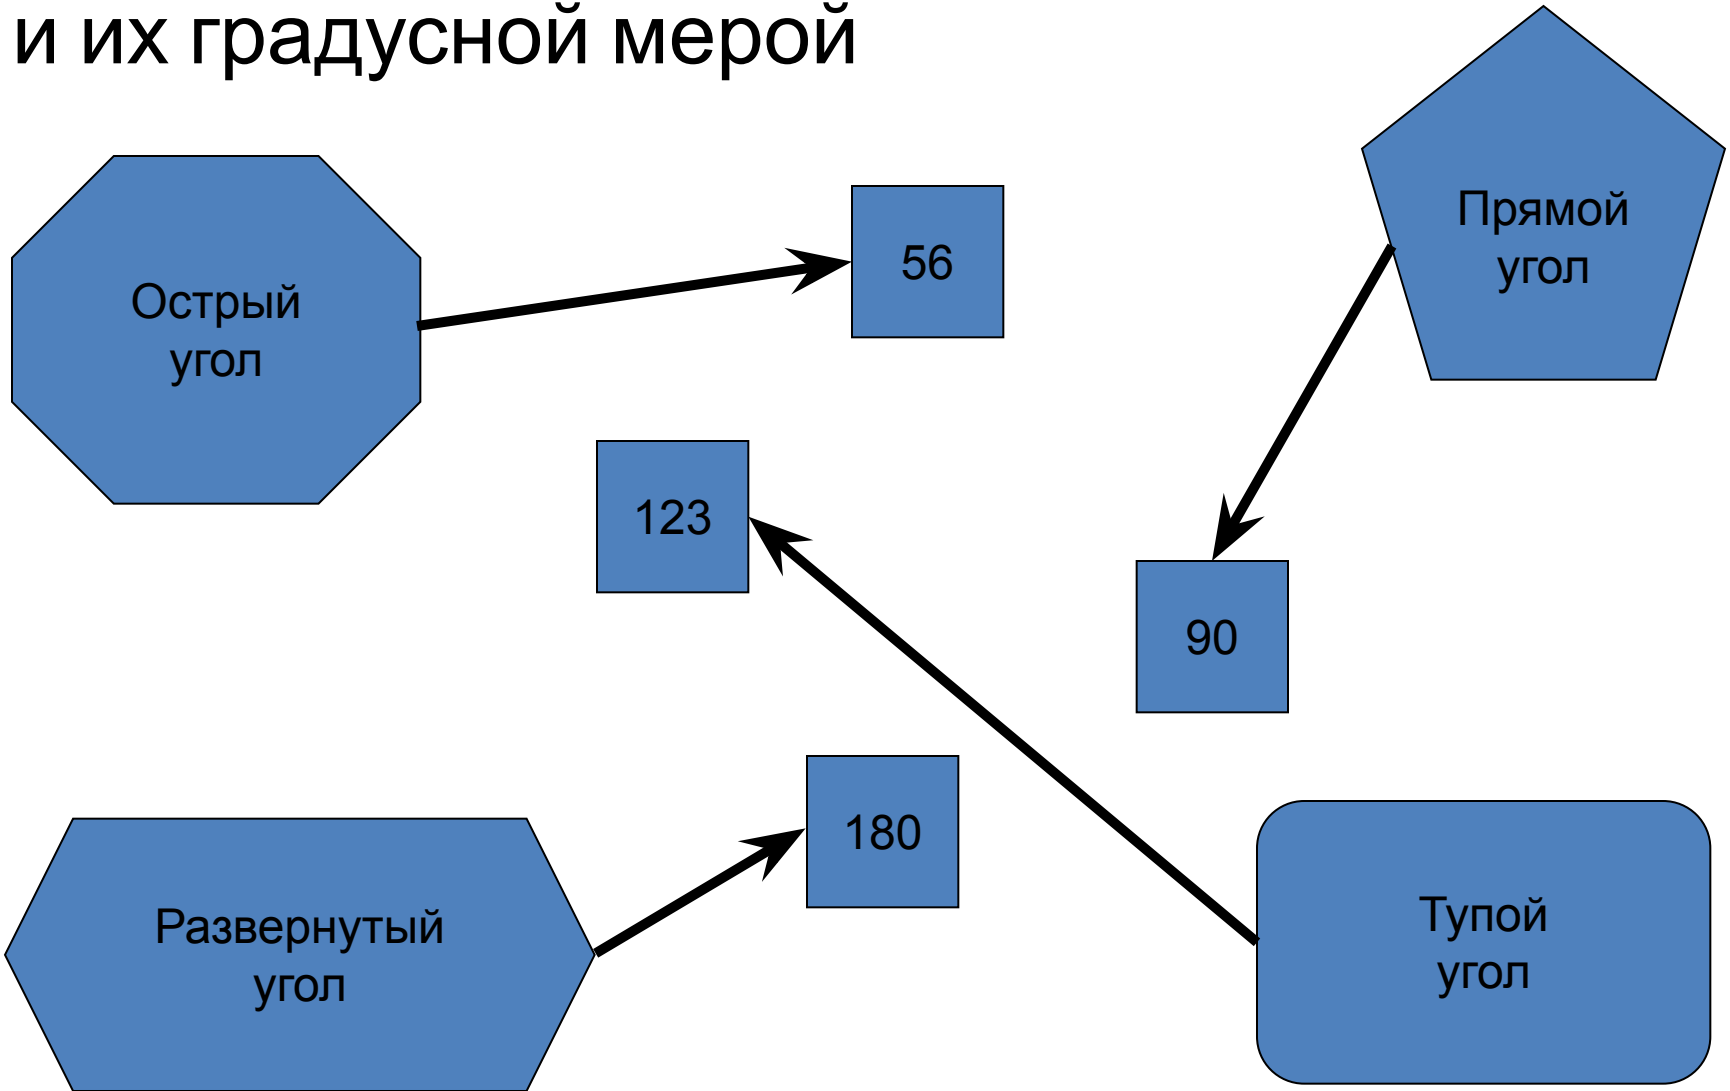 и их градусной мерой
Острый
угол
56
Прямой
угол
123
90
180
Развернутый
угол
Тупой
угол